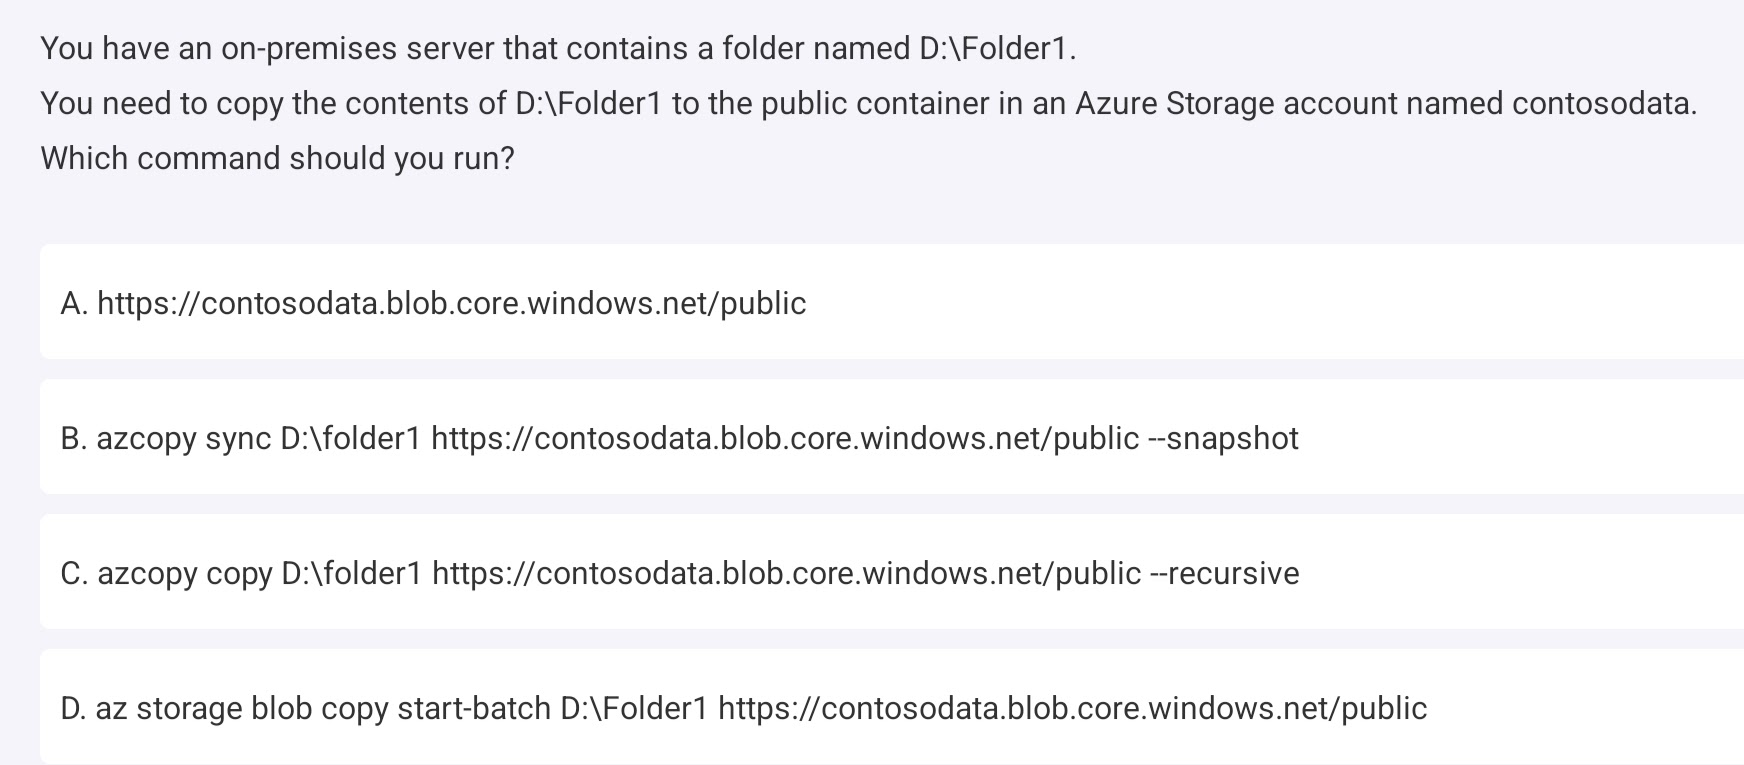 You have an on-premises server that contains a folder named D:\Folder1.
You need to copy the contents of D:\Folder1 to the public container in an Azure Storage account named contosodata.
Which command should you run?
A. https://contosodata.blob.core.windows.net/public
B. azcopy sync D:\folder1 https://contosodata.blob.core.windows.net/public --snapshot
C. azcopy copy D:\folder1 https://contosodata.blob.core.windows.net/public --recursive
D. az storage blob copy start-batch D:\Folder1 https://contosodata.blob.core.windows.net/public